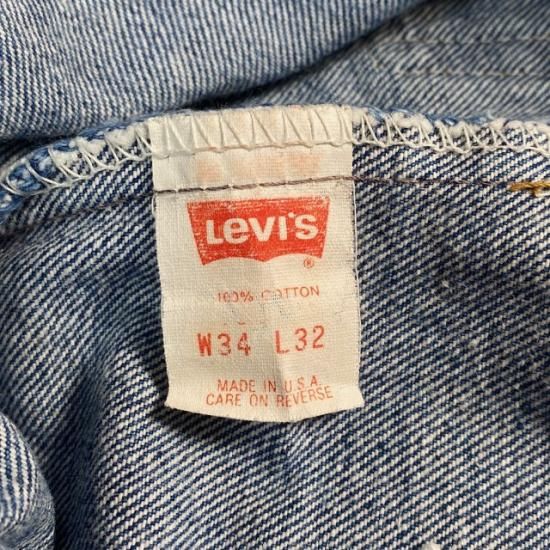 Levi's
®
100% COTTON
W34 L32
MADE IN U.S.A.
CARE ON REVERSE